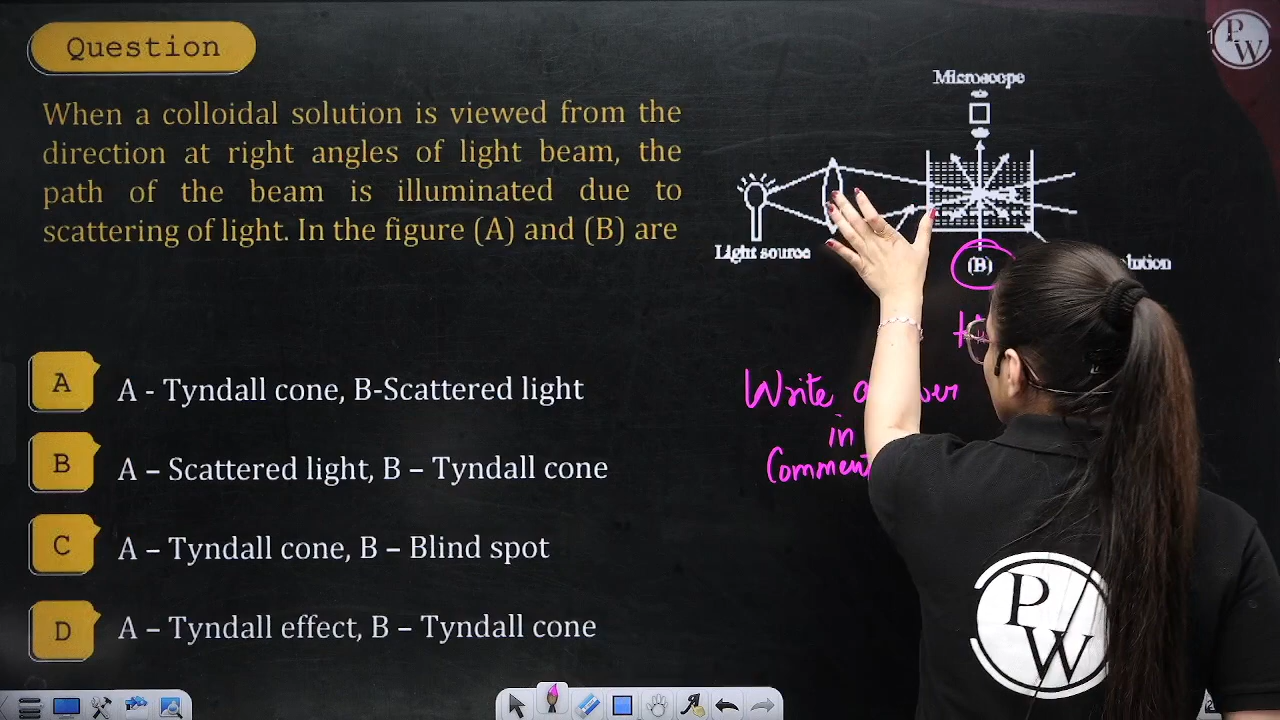 Question
PW
When a colloidal solution is viewed from the
direction at right angles of light beam, the
path of the beam is illuminated due to
scattering of light. In the figure (A) and (B) are
Microscope
Light source
(B)
A
A - Tyndall cone, B-Scattered light
B
A – Scattered light, B – Tyndall cone
C
A – Tyndall cone, B – Blind spot
D
A – Tyndall effect, B – Tyndall cone
Write
in
PW